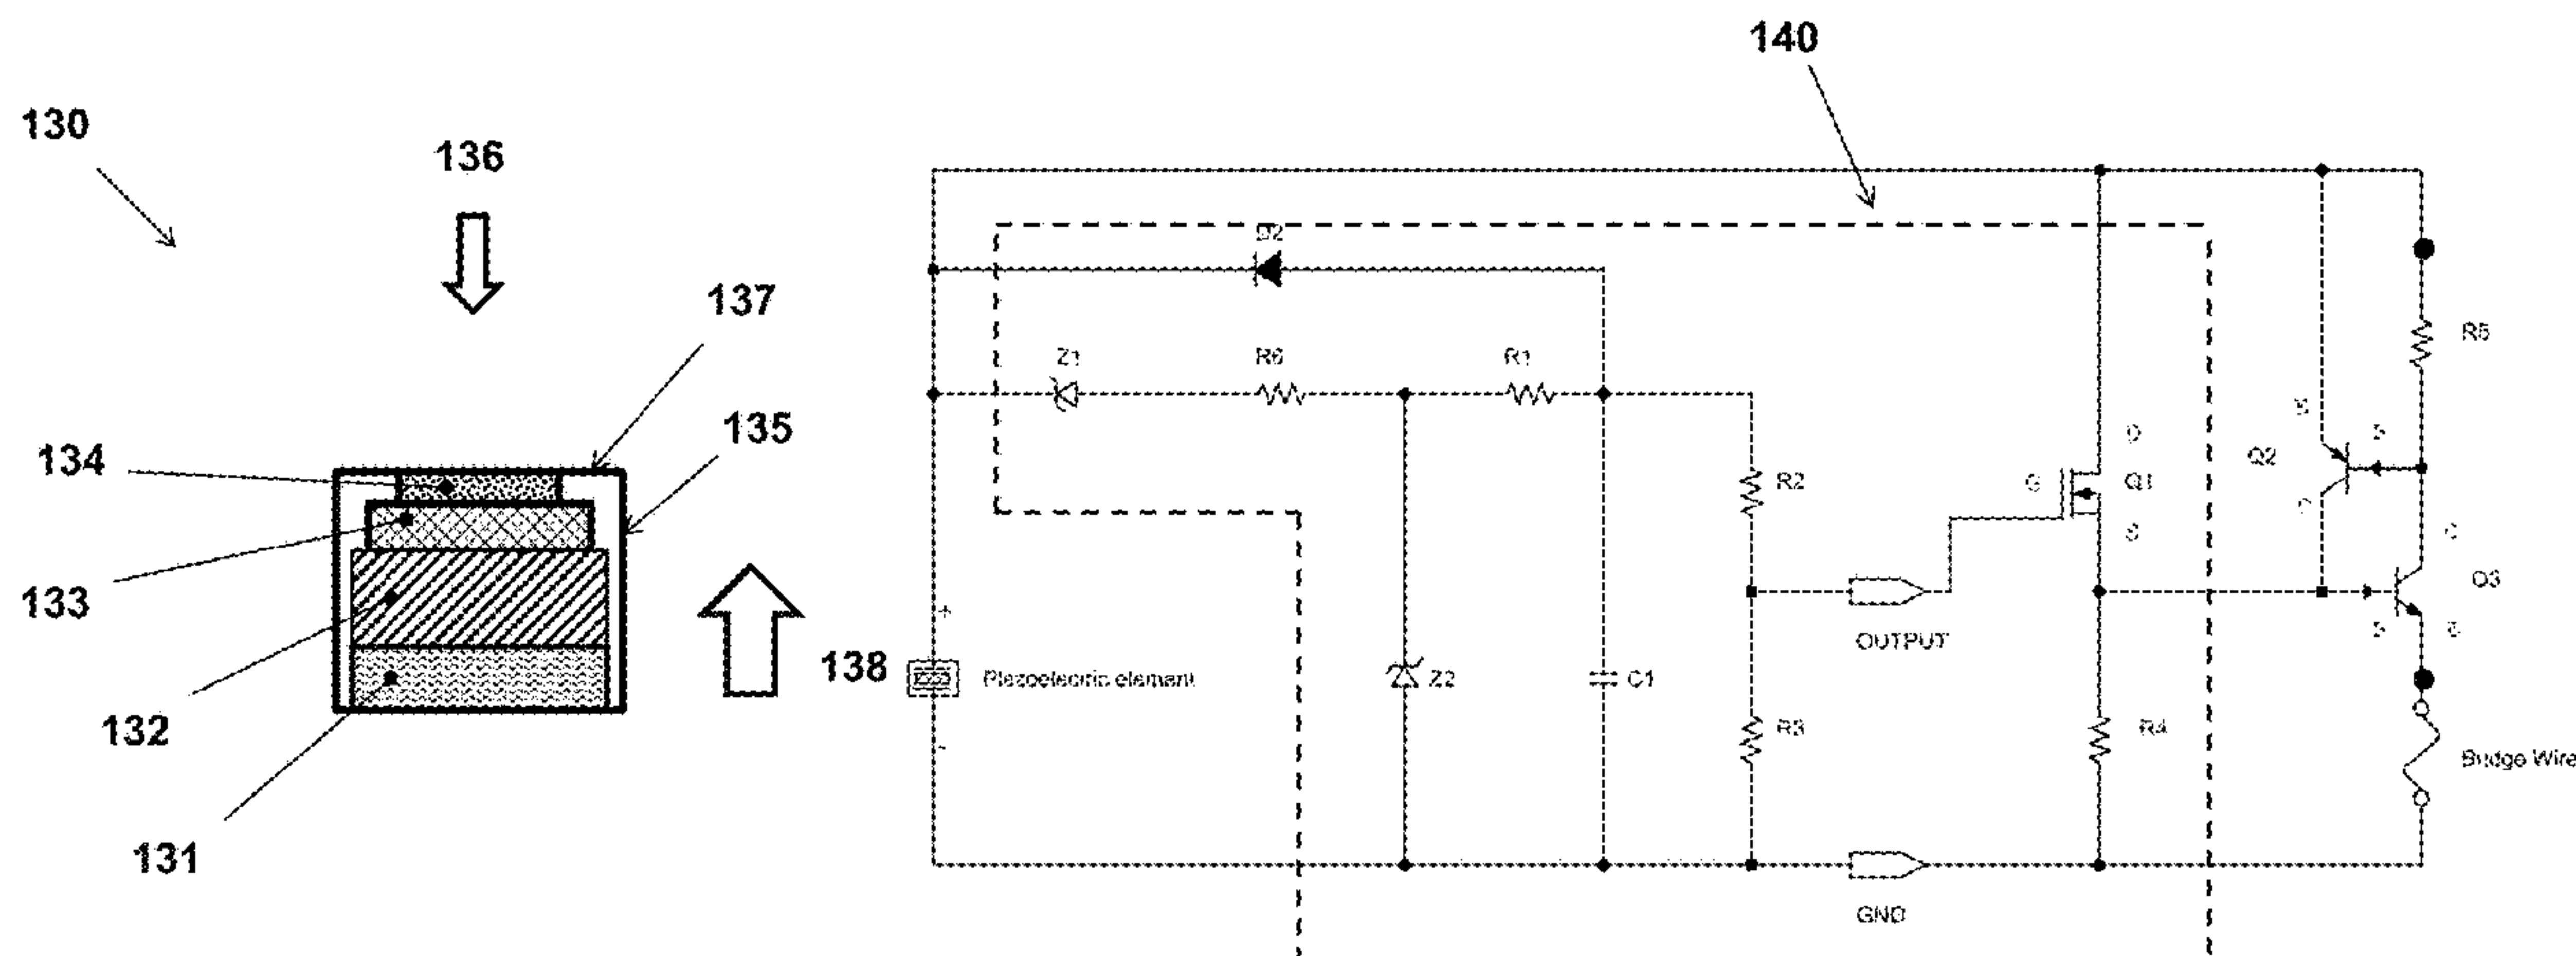 140
130
136
137
135
134
133
132
131
138
Z1
R6
R1
R5
R2
G
D
Q1
S
Q2
C
Q3
+
Piezoelectric element
-
Z2
C1
R3
OUTPUT
R4
Bridge Wire
GND